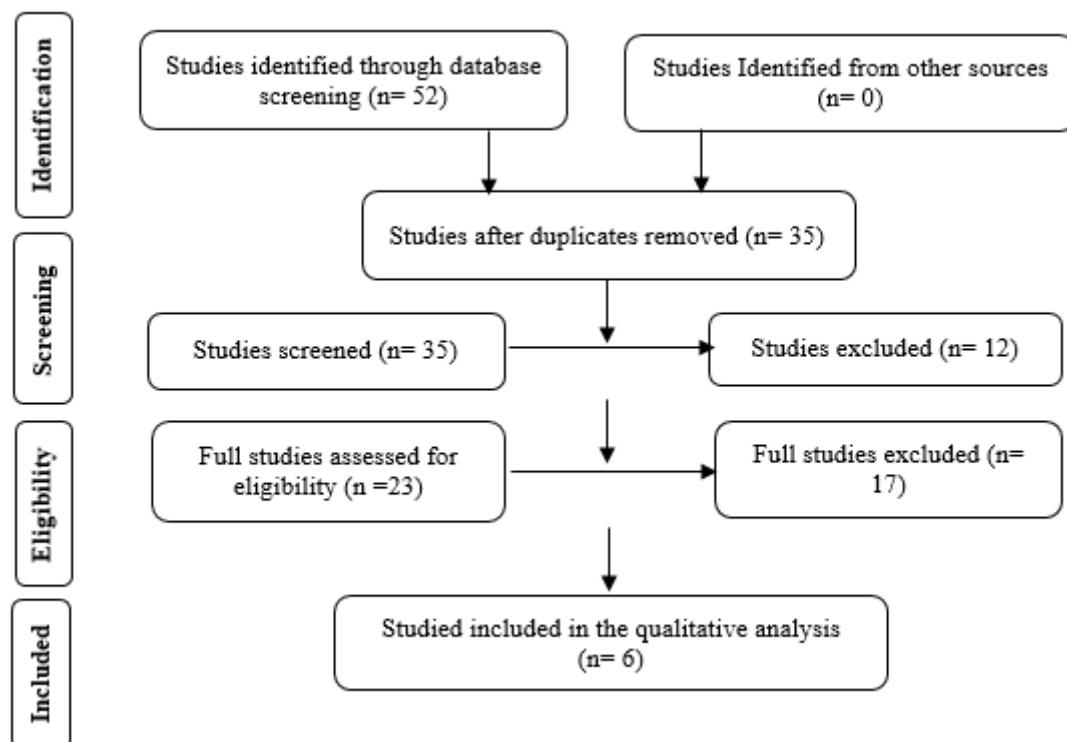 Identification
Studies identified through database
screening (n= 52)
Studies Identified from other sources
(n= 0)
Studies after duplicates removed (n= 35)
Screening
Studies screened (n= 35)
Studies excluded (n= 12)
Eligibility
Full studies assessed for
eligibility (n =23)
Full studies excluded (n=
17)
Included
Studied included in the qualitative analysis
(n= 6)